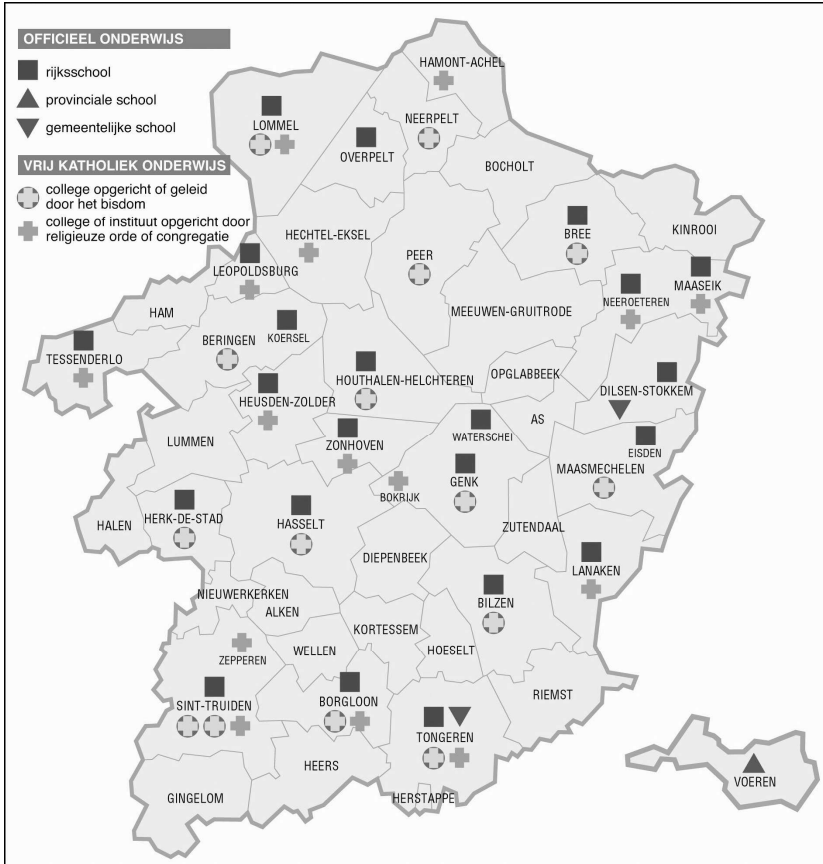 OFFICIEEL ONDERWIJS
rijksschool
provinciale school
gemeentelijke school
VRIJ KATHOLIEK ONDERWIJS
college opgericht of geleid
door het bisdom
college of instituut opgericht door
religieuze orde of congregatie
HAMONT-ACHEL
LOMMEL
NEERPELT
OVERPELT
BOCHOLT
KINROOI
HECHTEL-EKSEL
BREE
PEER
LEOPOLDSBURG
MAASEIK
NEEROETEREN
HAM
MEEUWEN-GRUITRODE
BERINGEN
KOERSEL
TESSENDERLO
OPGLABBEEK
HOUTHALEN-HELCHTEREN
DILSEN-STOKKEM
HEUSDEN-ZOLDER
AS
WATERSCHEI
LUMMEN
ZONHOVEN
EISDEN
MAASMECHELEN
GENK
BOKRIJK
HALEN
HERK-DE-STAD
HASSELT
ZUTENDAAL
DIEPENBEEK
LANAKEN
NIEUWERKERKEN
BILZEN
ALKEN
KORTESSEM
WELLEN
HOESELT
ZEPPEREN
RIEMST
SINT-TRUIDEN
BORGLOON
TONGEREN
HEERS
VOEREN
GINGELOM
HERSTAPPE